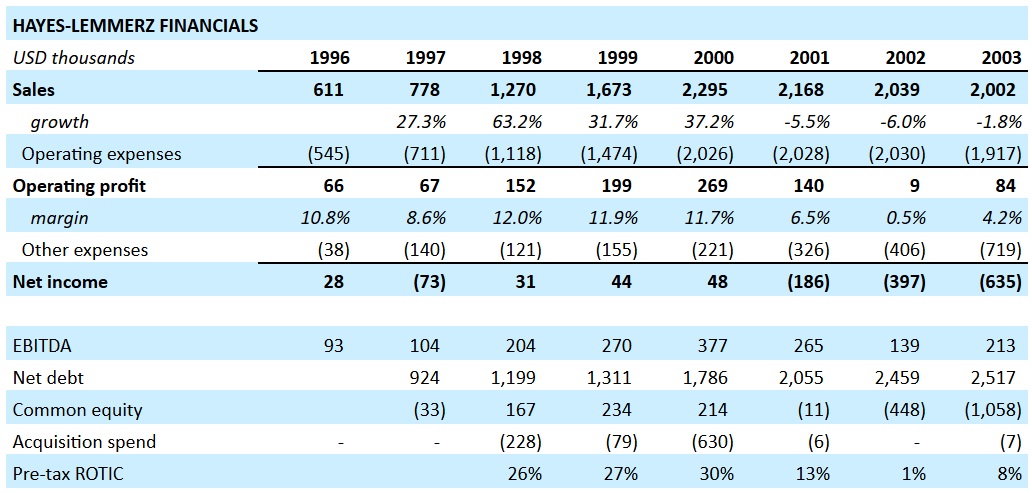 HAYES-LEMMERZ FINANCIALS
USD thousands 1996 1997 1998 1999 2000 2001 2002 2003
Sales 611 778 1,270 1,673 2,295 2,168 2,039 2,002
growth 27.3% 63.2% 31.7% 37.2% -5.5% -6.0% -1.8%
Operating expenses (545) (711) (1,118) (1,474) (2,026) (2,028) (2,030) (1,917)
Operating profit 66 67 152 199 269 140 9 84
margin 10.8% 8.6% 12.0% 11.9% 11.7% 6.5% 0.5% 4.2%
Other expenses (38) (140) (121) (155) (221) (326) (406) (719)
Net income 28 (73) 31 44 48 (186) (397) (635)
EBITDA 93 104 204 270 377 265 139 213
Net debt 924 1,199 1,311 1,786 2,055 2,459 2,517
Common equity (33) 167 234 214 (11) (448) (1,058)
Acquisition spend - - (228) (79) (630) (6) - (7)
Pre-tax ROTIC 26% 27% 30% 13% 1% 8%